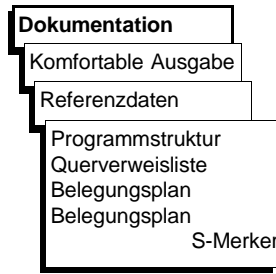 Dokumentation
Komfortable Ausgabe
Referenzdaten
Programmstruktur
Querverweisliste
Belegungsplan
Belegungsplan
S-Merker